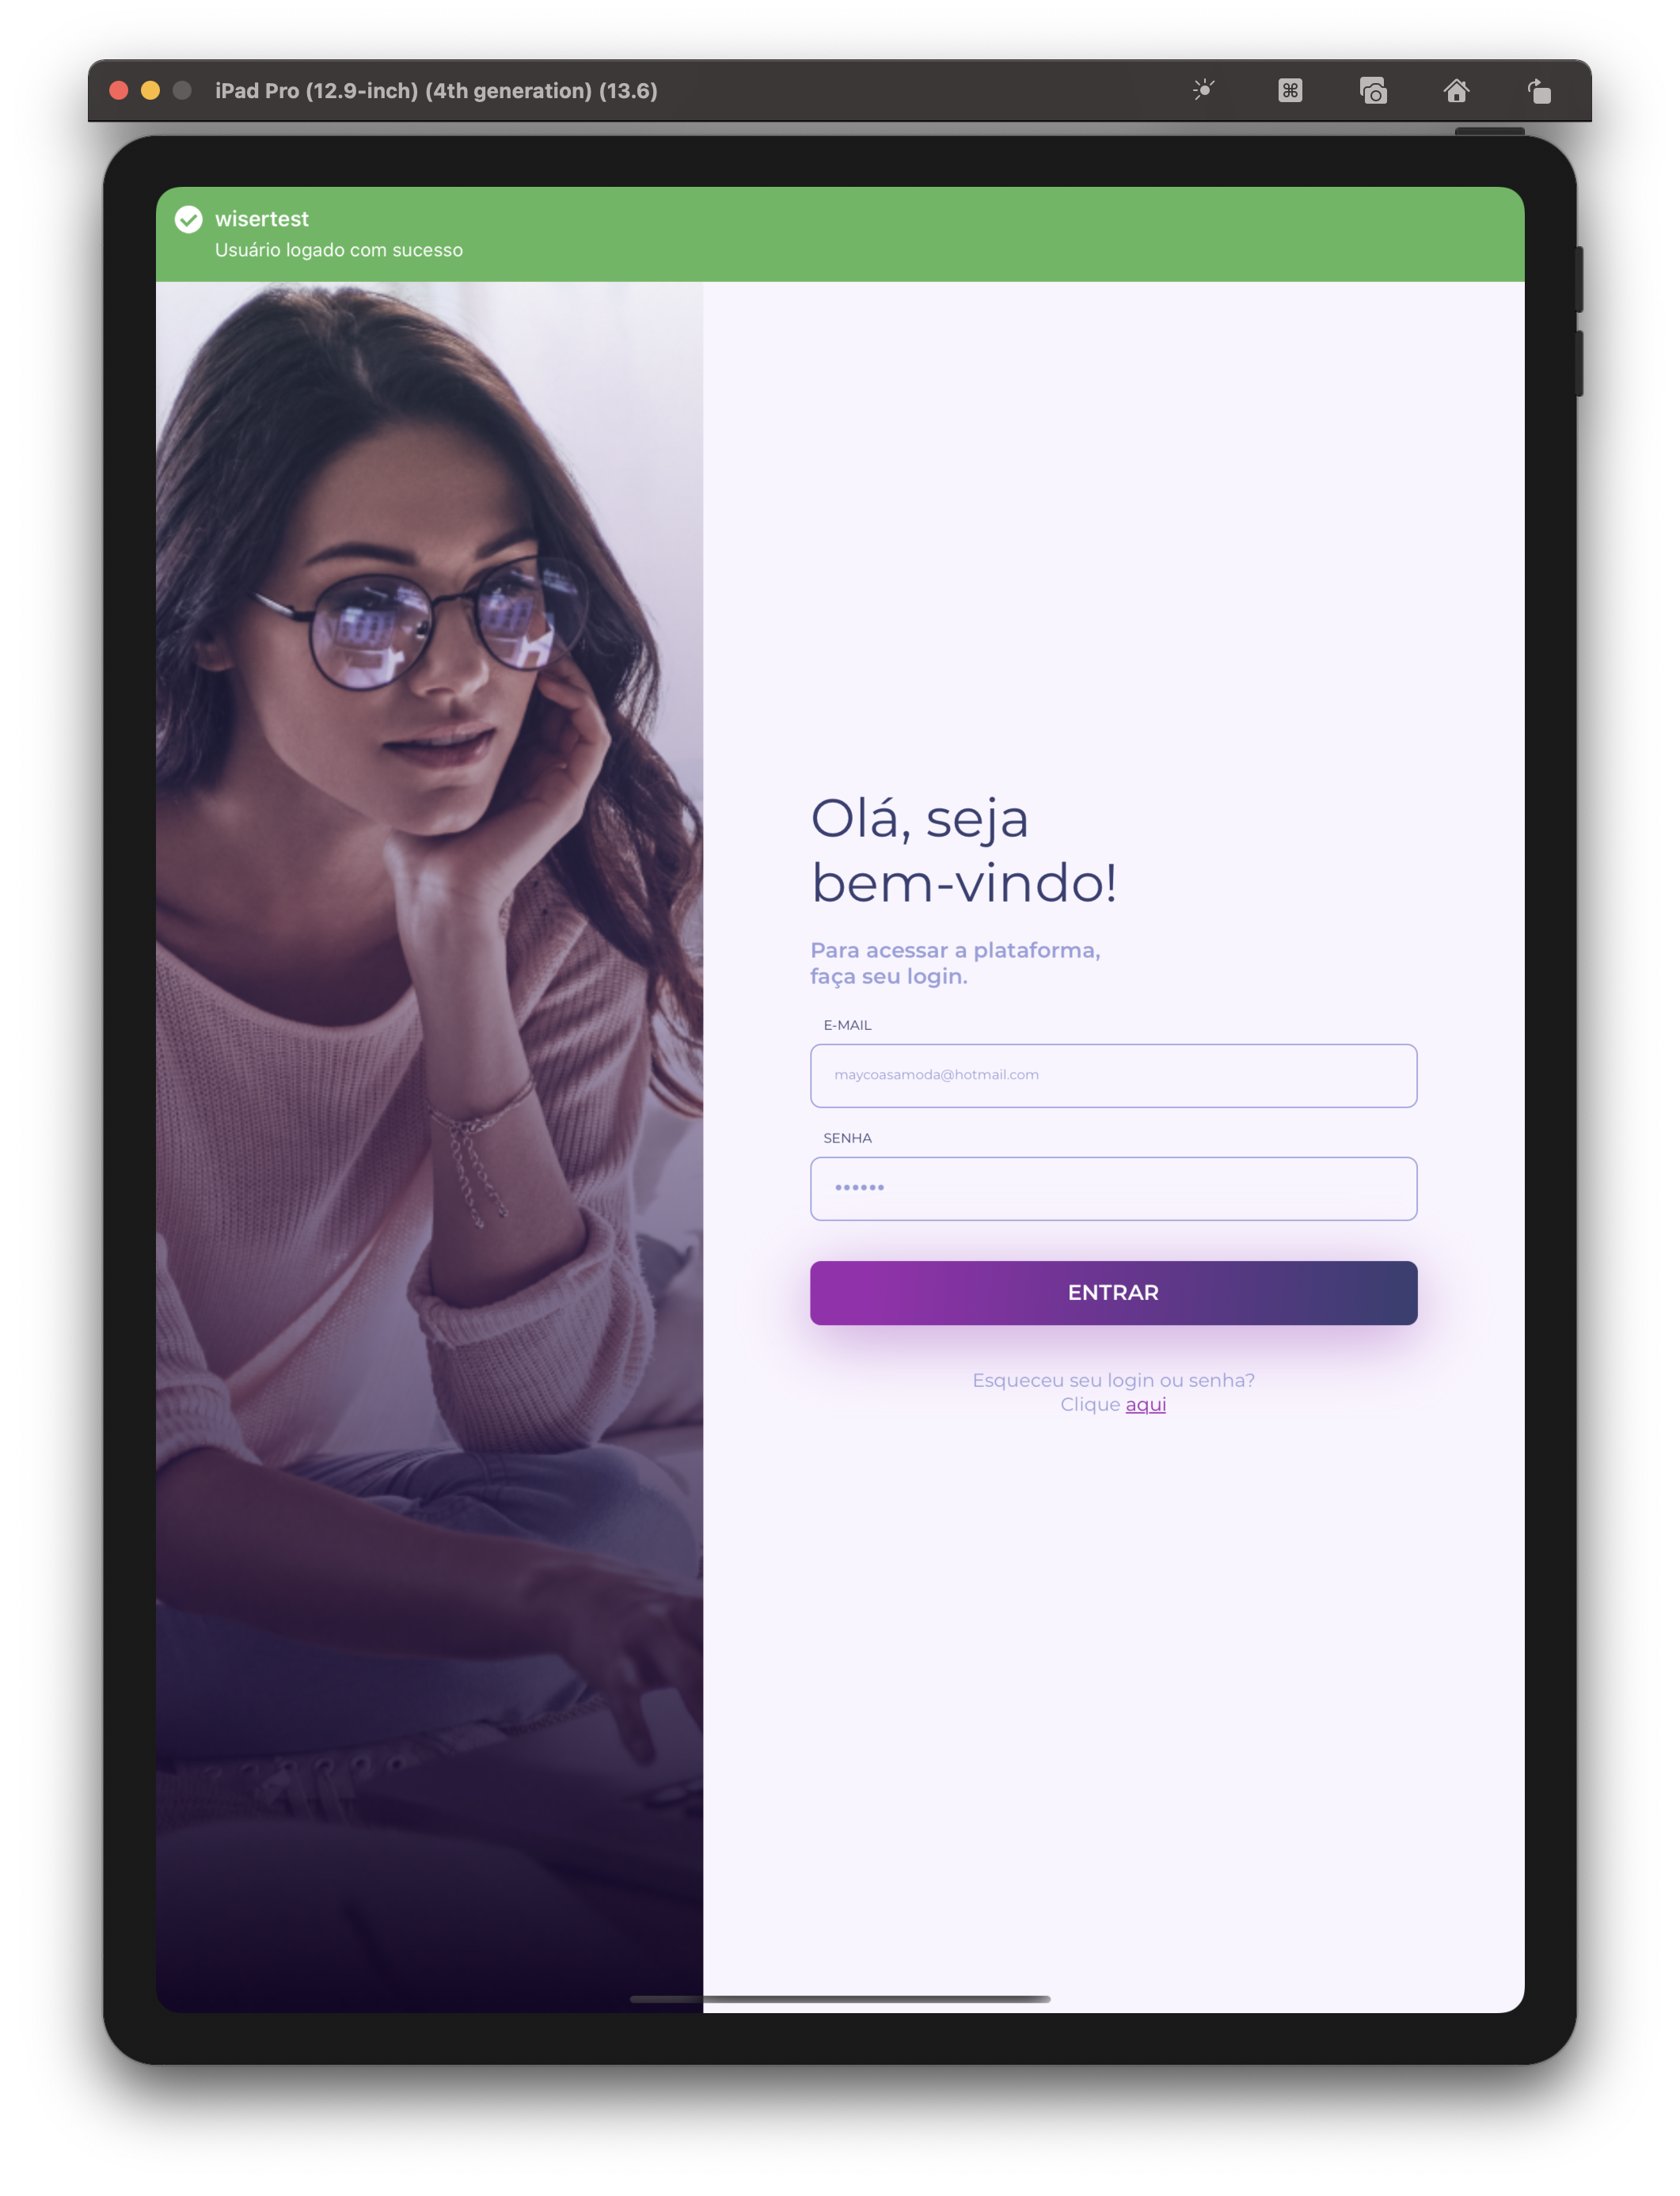 iPad Pro (12.9-inch) (4th generation) (13.6)
wisertest
Usuário logado com sucesso
Olá, seja
bem-vindo!
Para acessar a plataforma,
faça seu login.
E-MAIL
maycoasamoda@hotmail.com
SENHA
••••••
ENTRAR
Esqueceu seu login ou senha?
Clique aqui